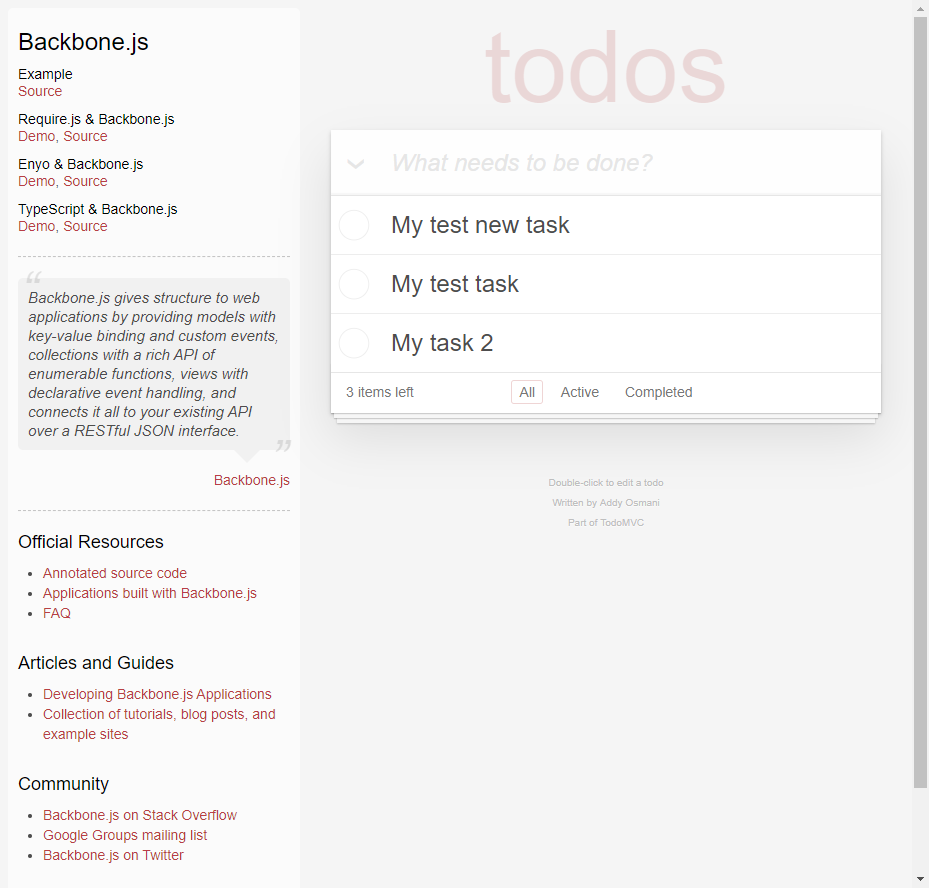 Backbone.js
Example
Source
Require.js & Backbone.js
Demo, Source
Enyo & Backbone.js
Demo, Source
TypeScript & Backbone.js
Demo, Source
“
Backbone.js gives structure to web
applications by providing models with
key-value binding and custom events,
collections with a rich API of
enumerable functions, views with
declarative event handling, and
connects it all to your existing API
over a RESTful JSON interface.
”
Backbone.js
Official Resources
• Annotated source code
• Applications built with Backbone.js
• FAQ
Articles and Guides
• Developing Backbone.js Applications
• Collection of tutorials, blog posts, and
example sites
Community
• Backbone.js on Stack Overflow
• Google Groups mailing list
• Backbone.js on Twitter
todos
What needs to be done?
My test new task
My test task
My task 2
3 items left All Active Completed
Double-click to edit a todo
Written by Addy Osmani
Part of TodoMVC